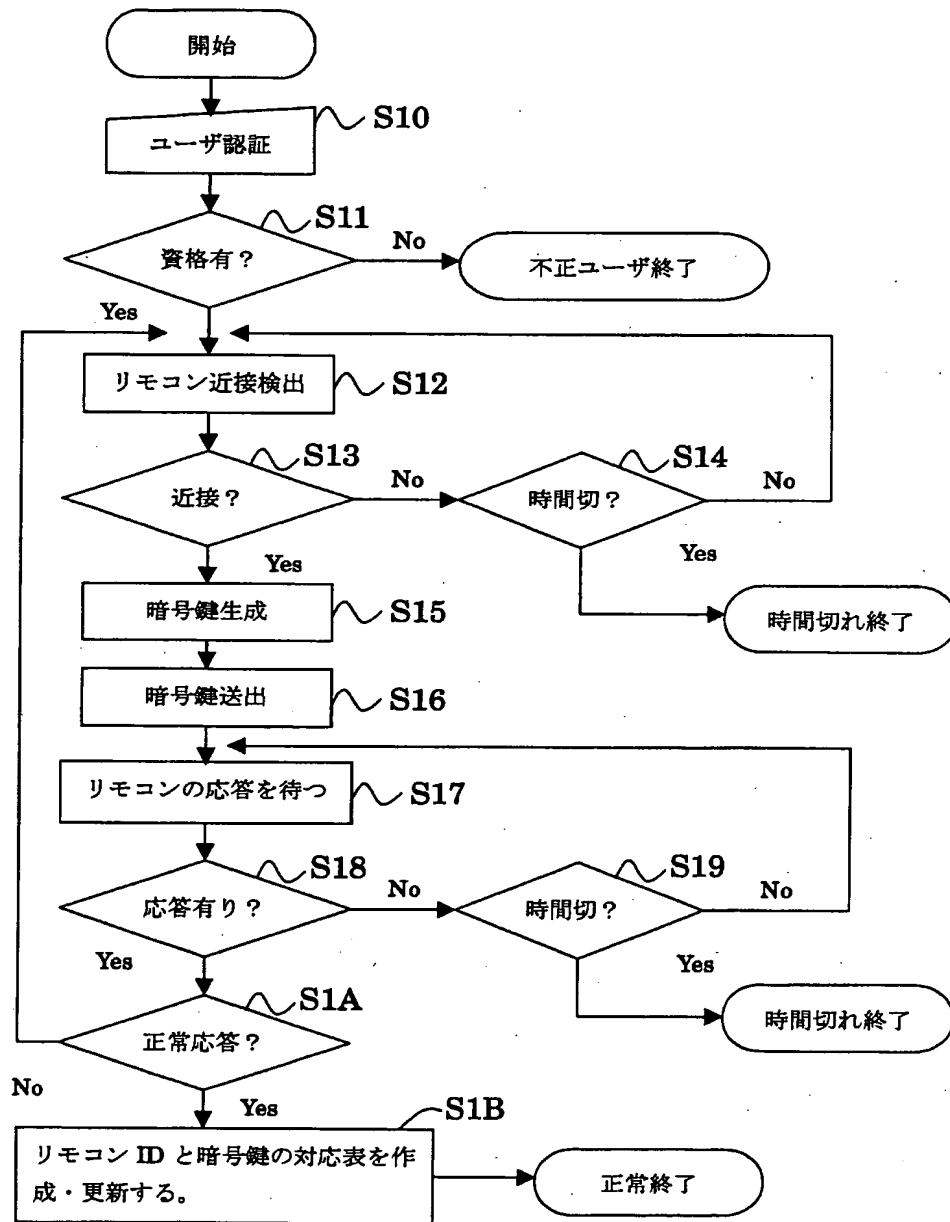 開始
S10
ユーザ認証
S11
資格有？
No
不正ユーザ終了
Yes
リモコン近接検出
S12
S13
近接？
No
S14
時間切？
No
Yes
Yes
暗号鍵生成
S15
時間切れ終了
暗号鍵送出
S16
リモコンの応答を待つ
S17
S18
応答有り？
No
S19
時間切？
No
Yes
Yes
S1A
正常応答？
時間切れ終了
No
Yes
S1B
リモコン ID と暗号鍵の対応表を作
成・更新する。
正常終了